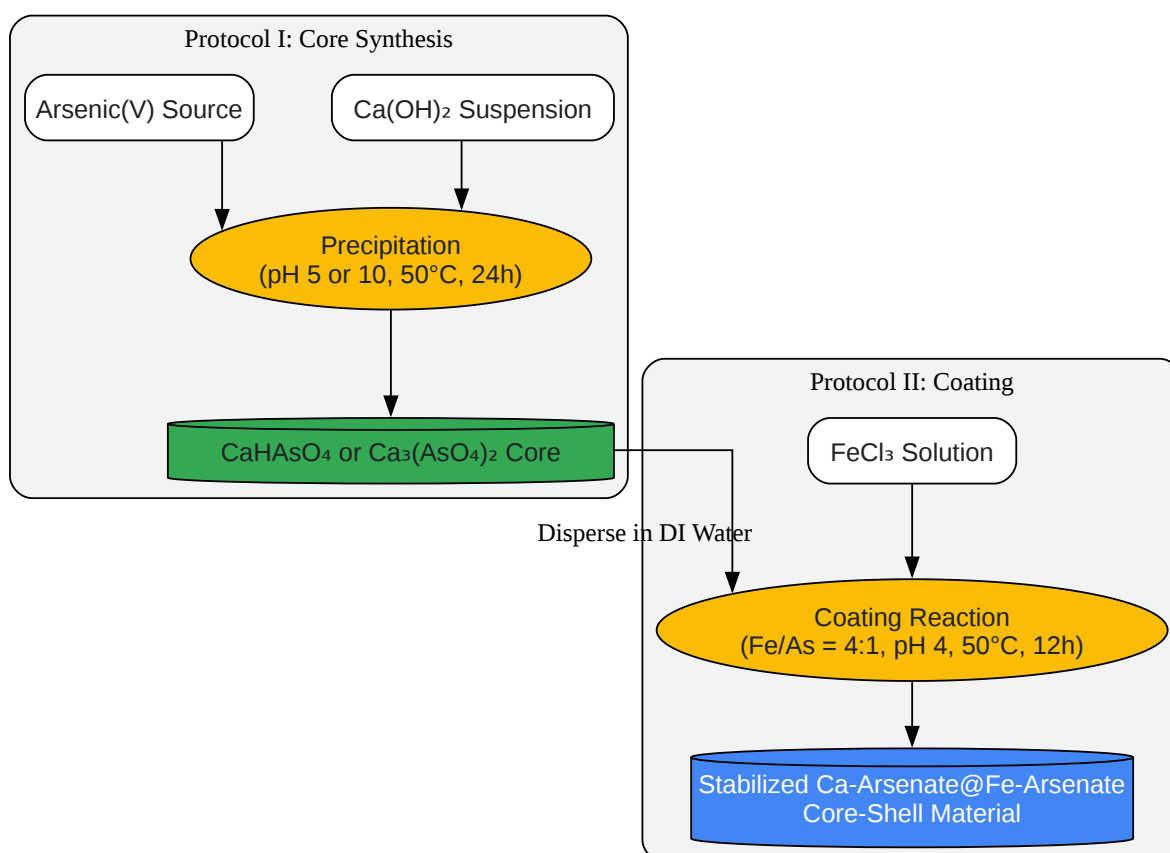 Protocol I: Core Synthesis
Arsenic(V) Source
Ca(OH)₂ Suspension
Precipitation
(pH 5 or 10, 50°C, 24h)
CaHAsO₄ or Ca₃(AsO₄)₂ Core
Disperse in DI Water
Protocol II: Coating
FeCl₃ Solution
Coating Reaction
(Fe/As = 4:1, pH 4, 50°C, 12h)
Stabilized Ca-Arsenate@Fe-Arsenate
Core-Shell Material